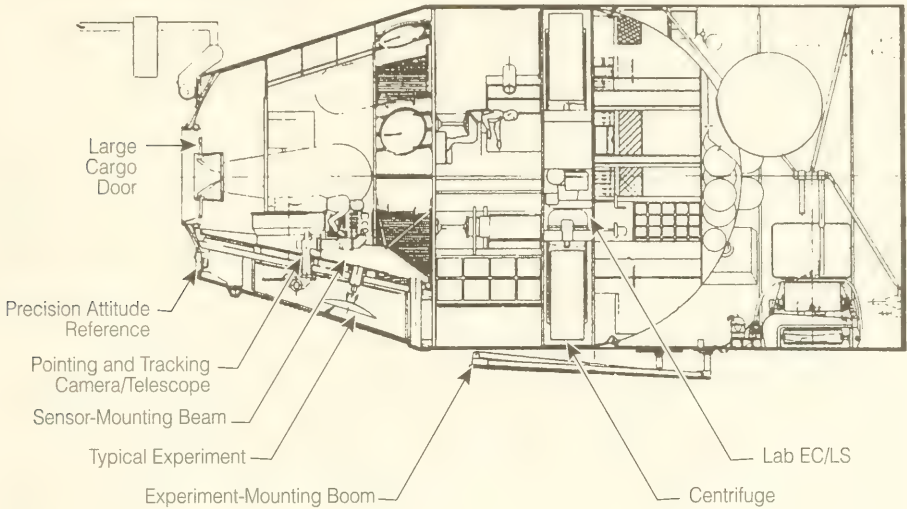 Large
Cargo
Door
Precision Attitude
Reference
Pointing and Tracking
Camera/Telescope
Sensor-Mounting Beam
Typical Experiment
Experiment-Mounting Boom
Lab EC/LS
Centrifuge